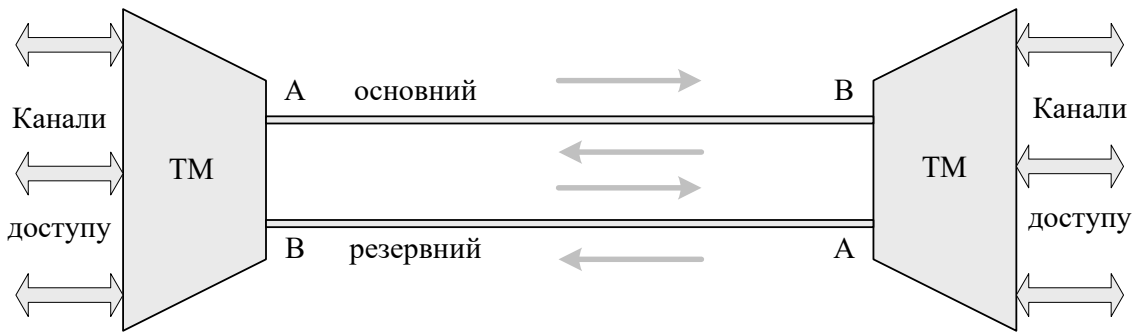 А основний В
Канали
Канали
ТМ
ТМ
доступу
доступу
В резервний А